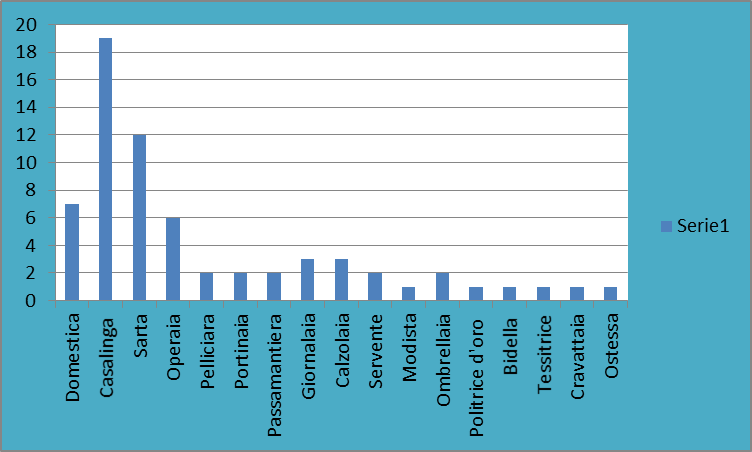 20
18
16
14
12
10
8
6
4
2
0
Domestica
Casalinga
Sarta
Operaia
Pelliciara
Portinaia
Passamantiera
Giornalaia
Calzolaia
Servente
Modista
Ombrellaia
Politrice d'oro
Bidella
Tessitrice
Cravattaia
Ostessa
Serie1